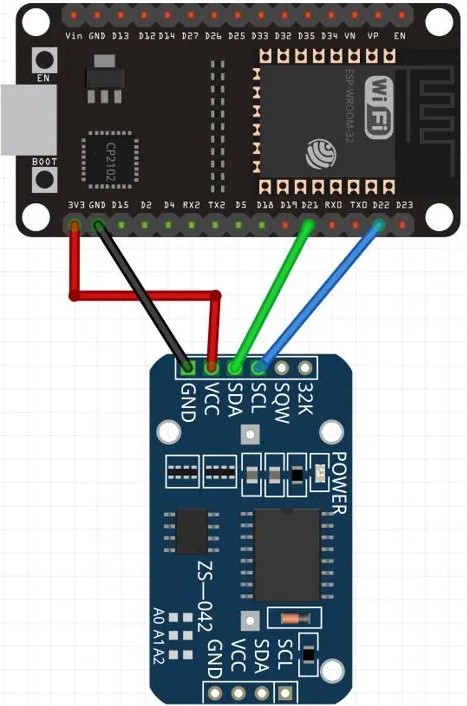 Vin GND D13 D12 D14 D27 D26 D25 D33 D32 D35 D34 VN VP EN
EN
CP2102
ESP-WROOM-32
WiFi
BOOT
3V3 GND D15 D2 D4 RX2 TX2 D5 D18 D19 D21 RX0 TX0 D22 D23
GND VCC SDA SCL SQW 32K
POWER
ZS—042
A0 A1 A2
GND VCC SDA SCL